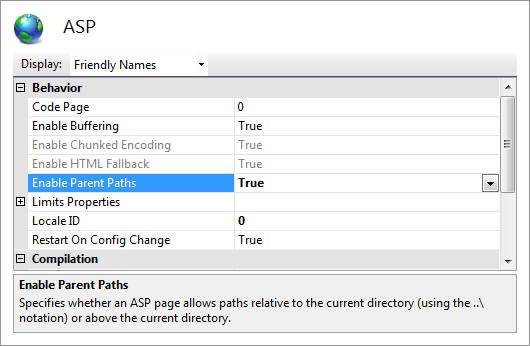 ASP
Display: Friendly Names
Behavior
Code Page 0
Enable Buffering True
Enable Chunked Encoding True
Enable HTML Fallback True
Enable Parent Paths True
Limits Properties
Locale ID 0
Restart On Config Change True
Compilation
Enable Parent Paths
Specifies whether an ASP page allows paths relative to the current directory (using the ..\
notation) or above the current directory.